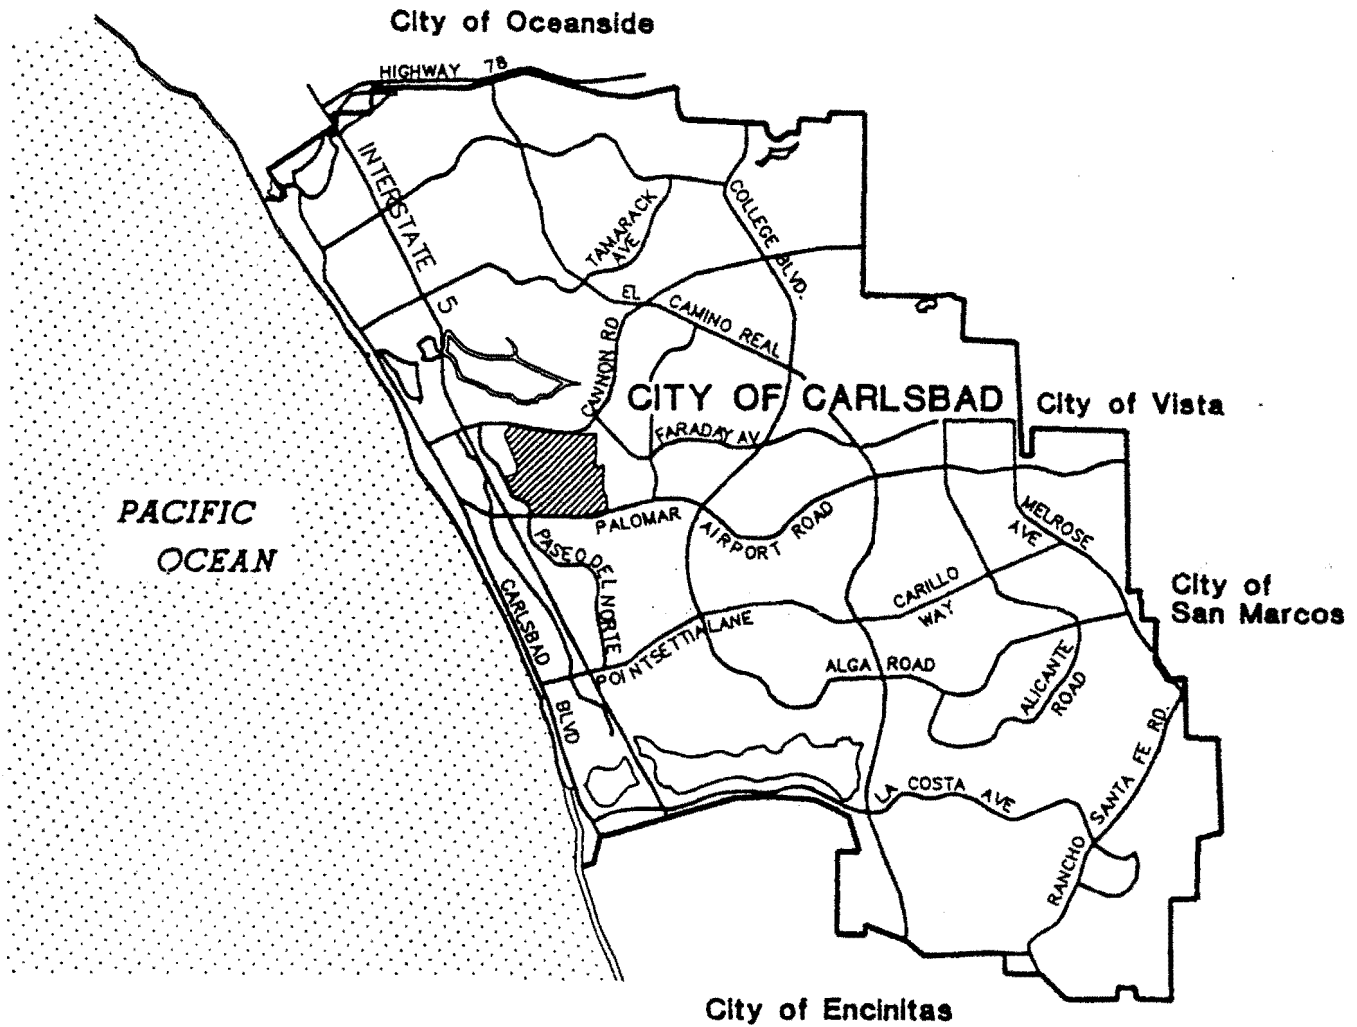 City of Oceanside
HIGHWAY 78
INTERSTATE 5
TAMARACK
AVE
COLLEGE BLVD.
EL CAMINO REAL
CANNON RD
CITY OF CARLSBAD
City of Vista
FARADAY AV
PACIFIC
OCEAN
PALOMAR AIRPORT ROAD
MELROSE
AVE
PASEO DEL NORTE
CARLSBAD BLVD
CARILLO
WAY
City of
San Marcos
POINTSETTIA LANE
ALGA ROAD
ALICANTE
ROAD
LA COSTA AVE
RANCHO SANTA FE RD.
City of Encinitas